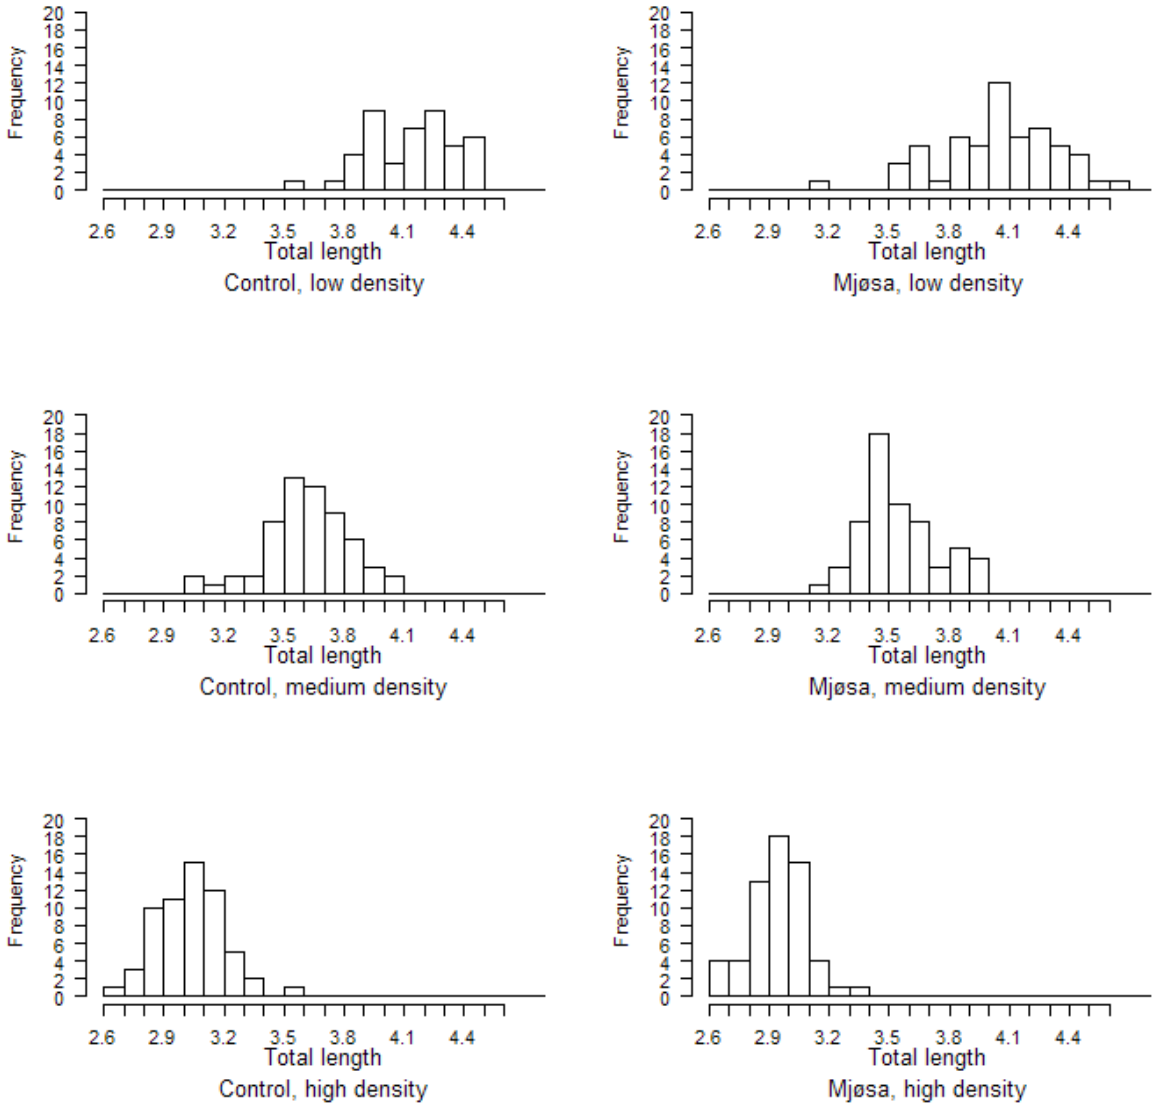 Frequency
20
18
16
14
12
10
8
6
4
2
0
2.6 2.9 3.2 3.5 3.8 4.1 4.4
Total length
Control, low density
Frequency
20
18
16
14
12
10
8
6
4
2
0
2.6 2.9 3.2 3.5 3.8 4.1 4.4
Total length
Mjøsa, low density
Frequency
20
18
16
14
12
10
8
6
4
2
0
2.6 2.9 3.2 3.5 3.8 4.1 4.4
Total length
Control, medium density
Frequency
20
18
16
14
12
10
8
6
4
2
0
2.6 2.9 3.2 3.5 3.8 4.1 4.4
Total length
Mjøsa, medium density
Frequency
20
18
16
14
12
10
8
6
4
2
0
2.6 2.9 3.2 3.5 3.8 4.1 4.4
Total length
Control, high density
Frequency
20
18
16
14
12
10
8
6
4
2
0
2.6 2.9 3.2 3.5 3.8 4.1 4.4
Total length
Mjøsa, high density